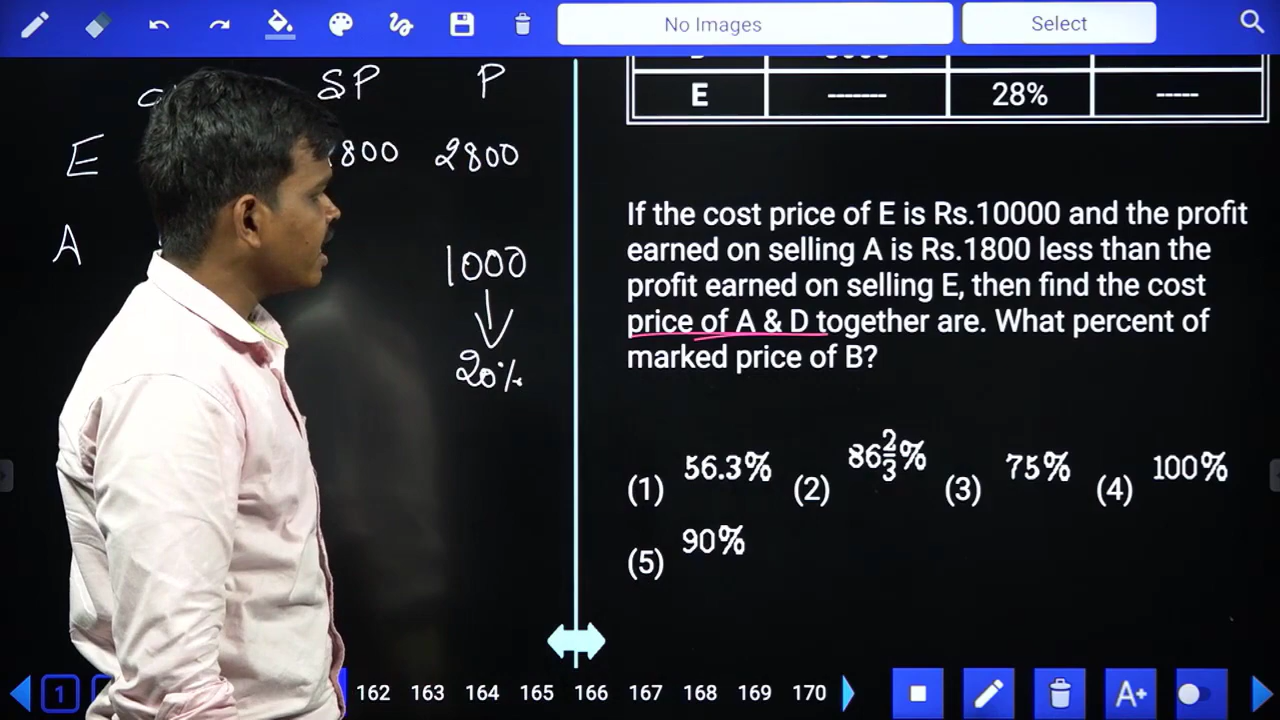 No Images
Select
E ------- 28% -----
SP P
E 800 2800
A 1000
20%
If the cost price of E is Rs.10000 and the profit
earned on selling A is Rs.1800 less than the
profit earned on selling E, then find the cost
price of A & D together are. What percent of
marked price of B?
(1) 56.3% (2) 86 2/3% (3) 75% (4) 100%
(5) 90%
1 162 163 164 165 166 167 168 169 170
A+